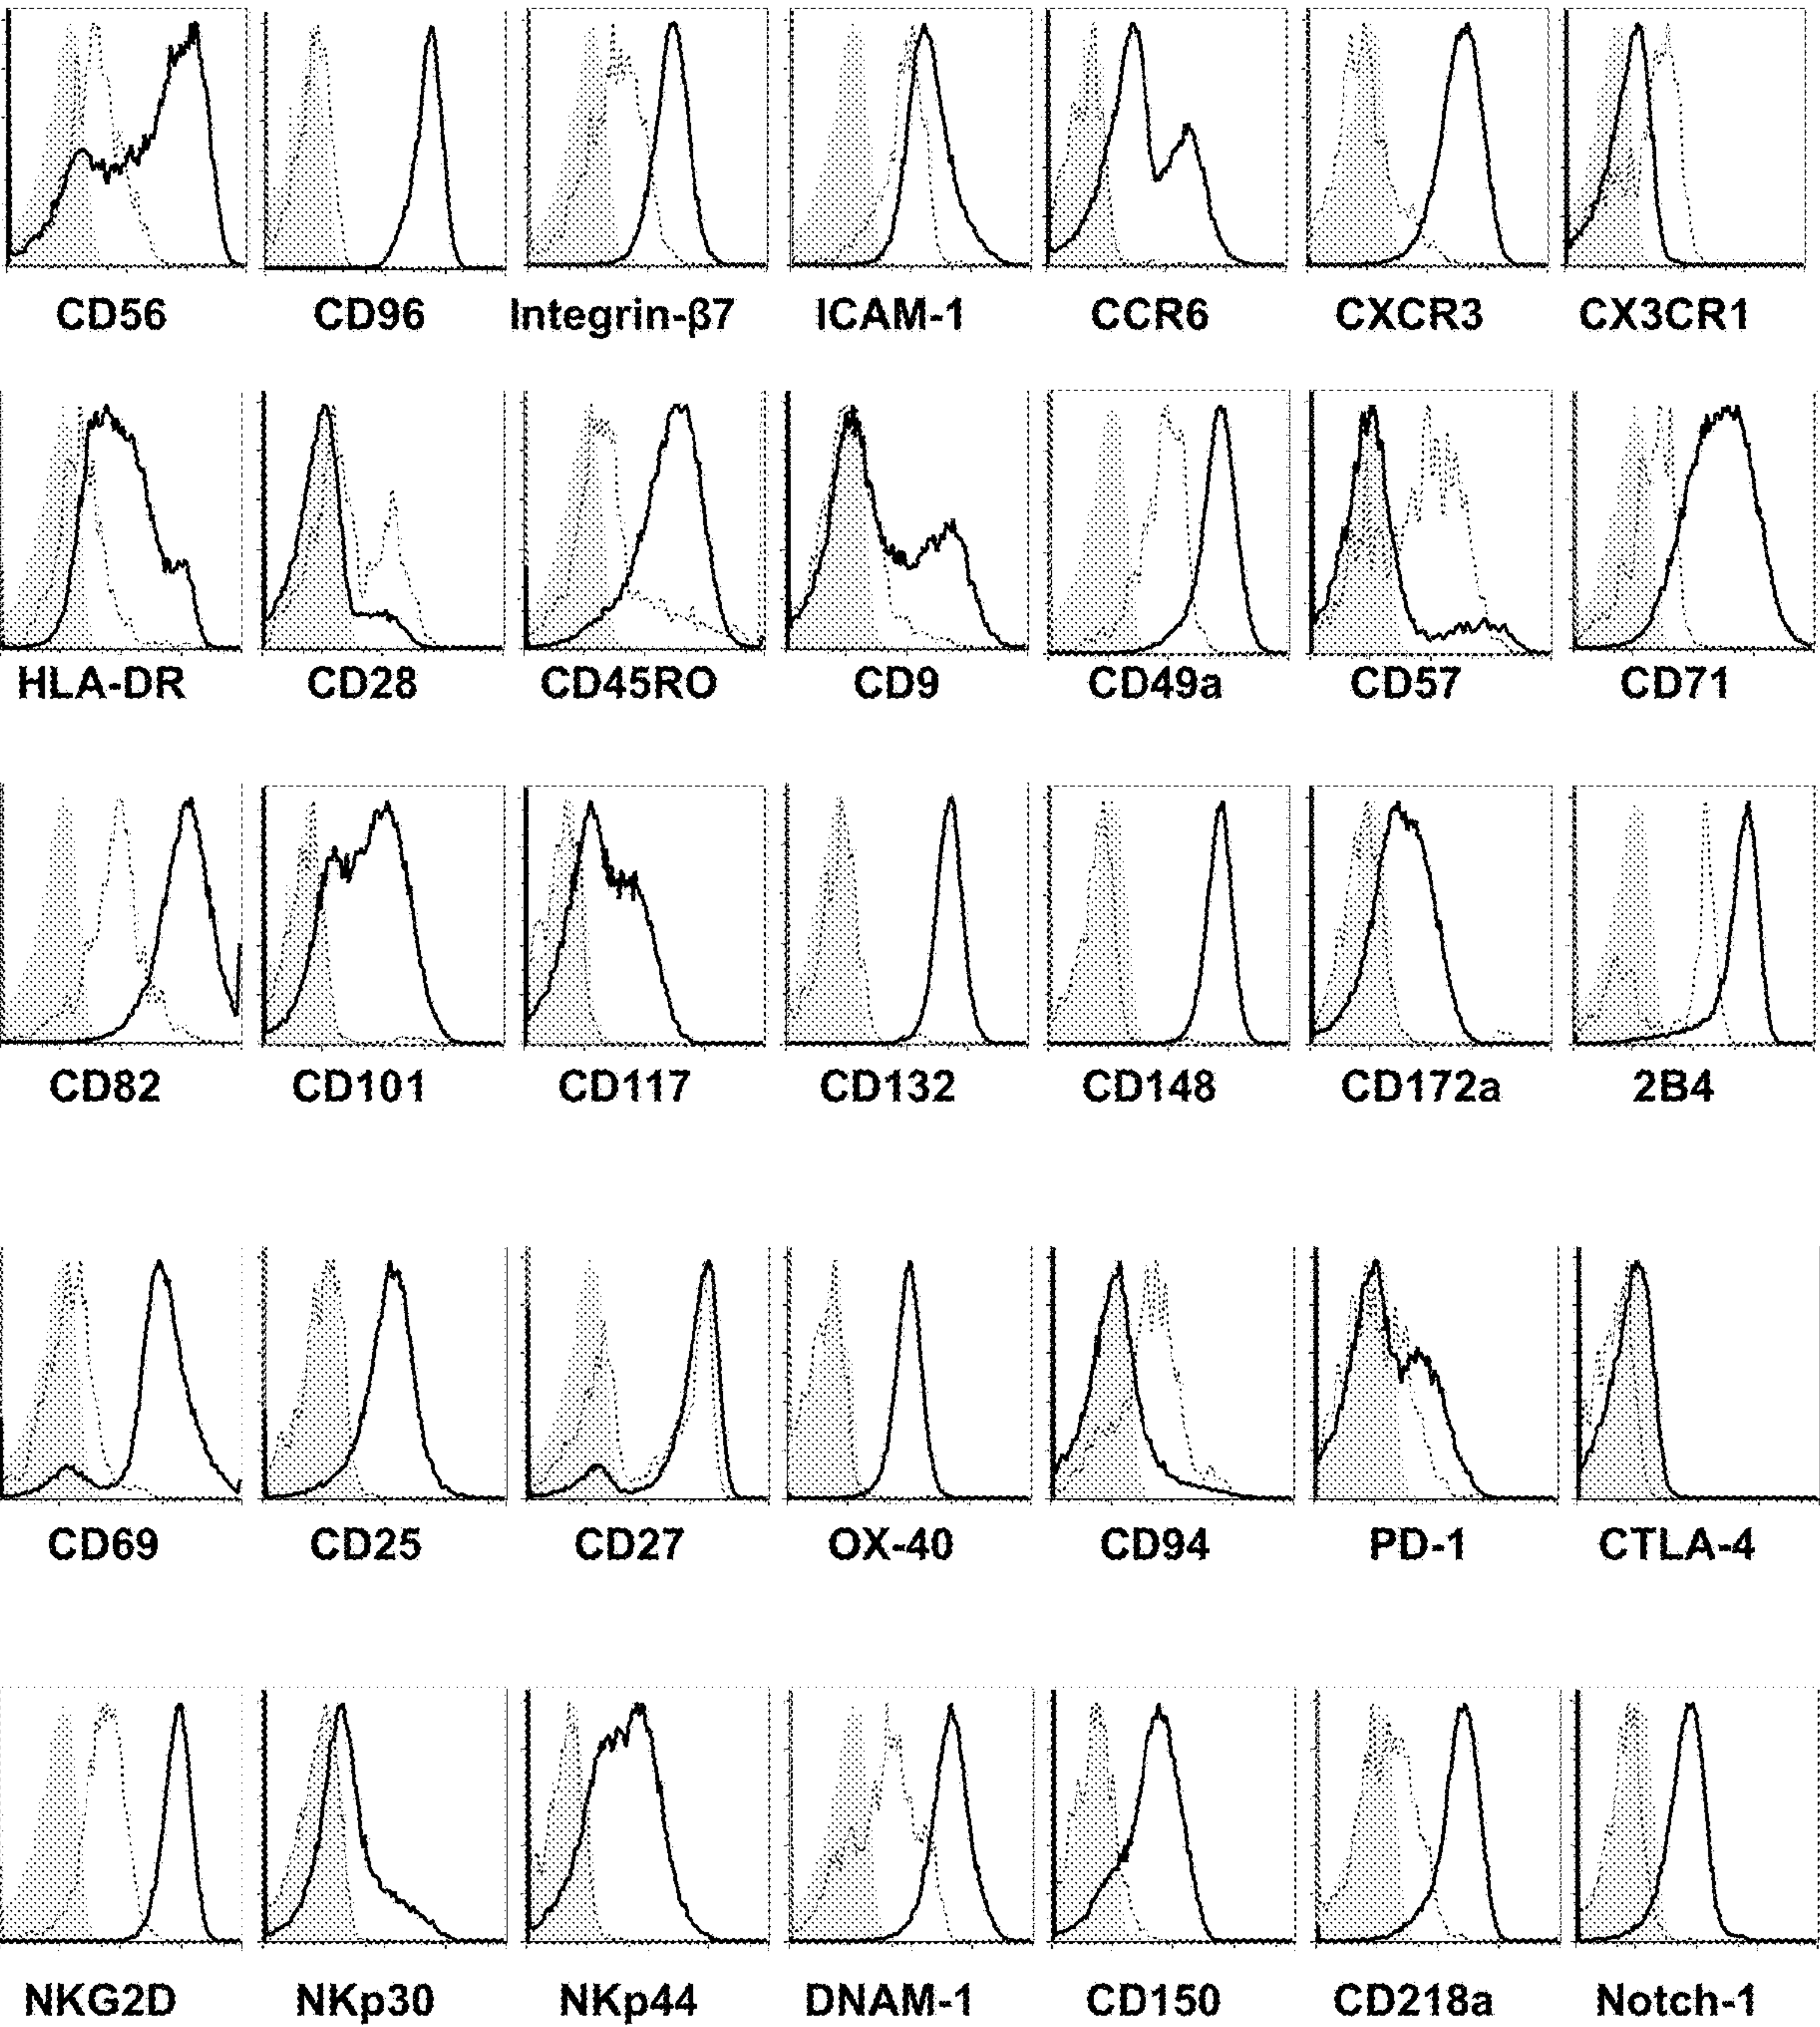 CD56 CD96 Integrin-β7 ICAM-1 CCR6 CXCR3 CX3CR1
HLA-DR CD28 CD45RO CD9 CD49a CD57 CD71
CD82 CD101 CD117 CD132 CD148 CD172a 2B4
CD69 CD25 CD27 OX-40 CD94 PD-1 CTLA-4
NKG2D NKp30 NKp44 DNAM-1 CD150 CD218a Notch-1